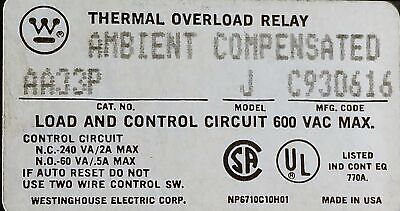 THERMAL OVERLOAD RELAY
AMBIENT COMPENSATED
AA33P J C930616
CAT. NO. MODEL MFG. CODE
LOAD AND CONTROL CIRCUIT 600 VAC MAX.
CONTROL CIRCUIT
N.C.-240 VA/2A MAX
N.O.-60 VA/.5A MAX
IF AUTO RESET DO NOT
USE TWO WIRE CONTROL SW.
LISTED
IND CONT EQ
770A.
WESTINGHOUSE ELECTRIC CORP. NP6710C10H01 MADE IN USA